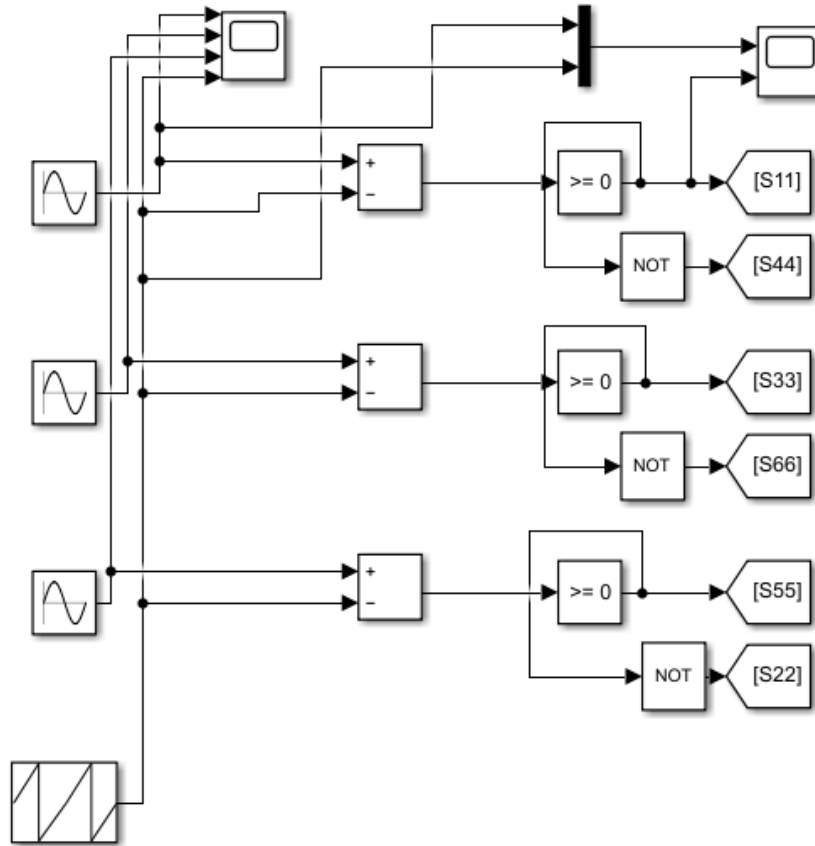 +
−
>= 0
[S11]
NOT
[S44]
+
−
>= 0
[S33]
NOT
[S66]
+
−
>= 0
[S55]
NOT
[S22]